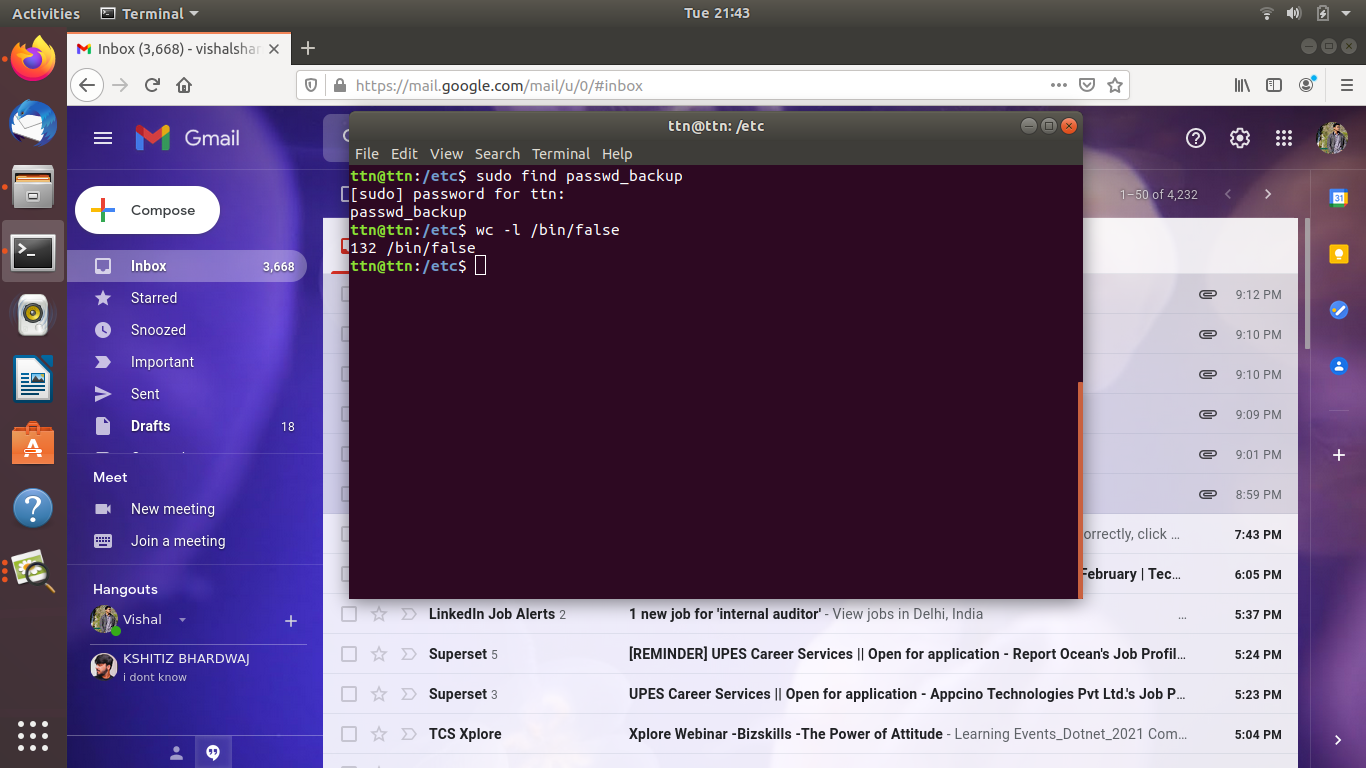 Activities
Terminal
Tue 21:43
Inbox (3,668) - vishalshar
https://mail.google.com/mail/u/0/#inbox
Gmail
Compose
Inbox 3,668
Starred
Snoozed
Important
Sent
Drafts 18
Meet
New meeting
Join a meeting
Hangouts
Vishal
KSHITIZ BHARDWAJ
i dont know
ttn@ttn: /etc
File Edit View Search Terminal Help
ttn@ttn:/etc$ sudo find passwd_backup
[sudo] password for ttn:
passwd_backup
ttn@ttn:/etc$ wc -l /bin/false
132 /bin/false
ttn@ttn:/etc$
1–50 of 4,232
9:12 PM
9:10 PM
9:10 PM
9:09 PM
9:01 PM
8:59 PM
orrectly, click ... 7:43 PM
February | Tec... 6:05 PM
LinkedIn Job Alerts 2 1 new job for 'internal auditor' - View jobs in Delhi, India ... 5:37 PM
Superset 5 [REMINDER] UPES Career Services || Open for application - Report Ocean's Job Profil... 5:24 PM
Superset 3 UPES Career Services || Open for application - Appcino Technologies Pvt Ltd.'s Job P... 5:23 PM
TCS Xplore Xplore Webinar -Bizskills -The Power of Attitude - Learning Events_Dotnet_2021 Com... 5:04 PM
31